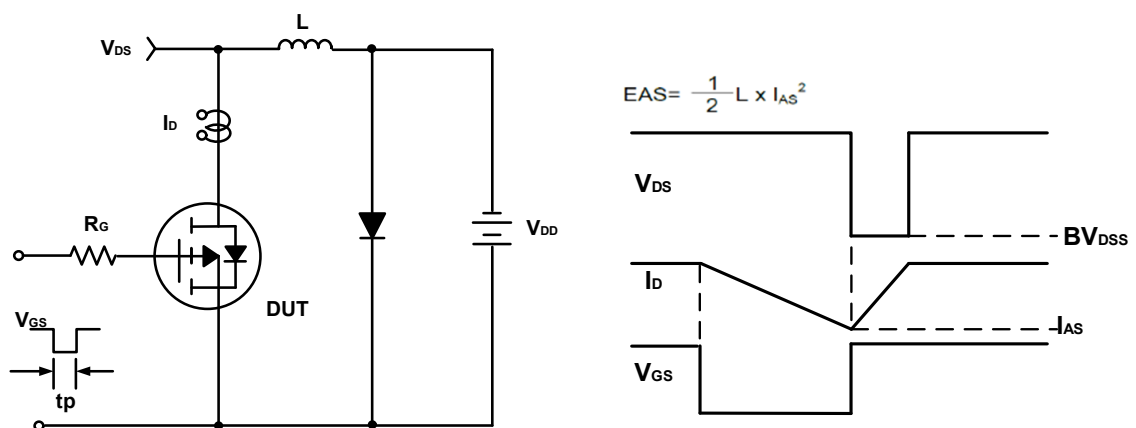 L
VDS
ID
RG
VDD
DUT
VGS
tp
EAS= 1/2 L x IAS²
VDS
BVDSS
ID
IAS
VGS